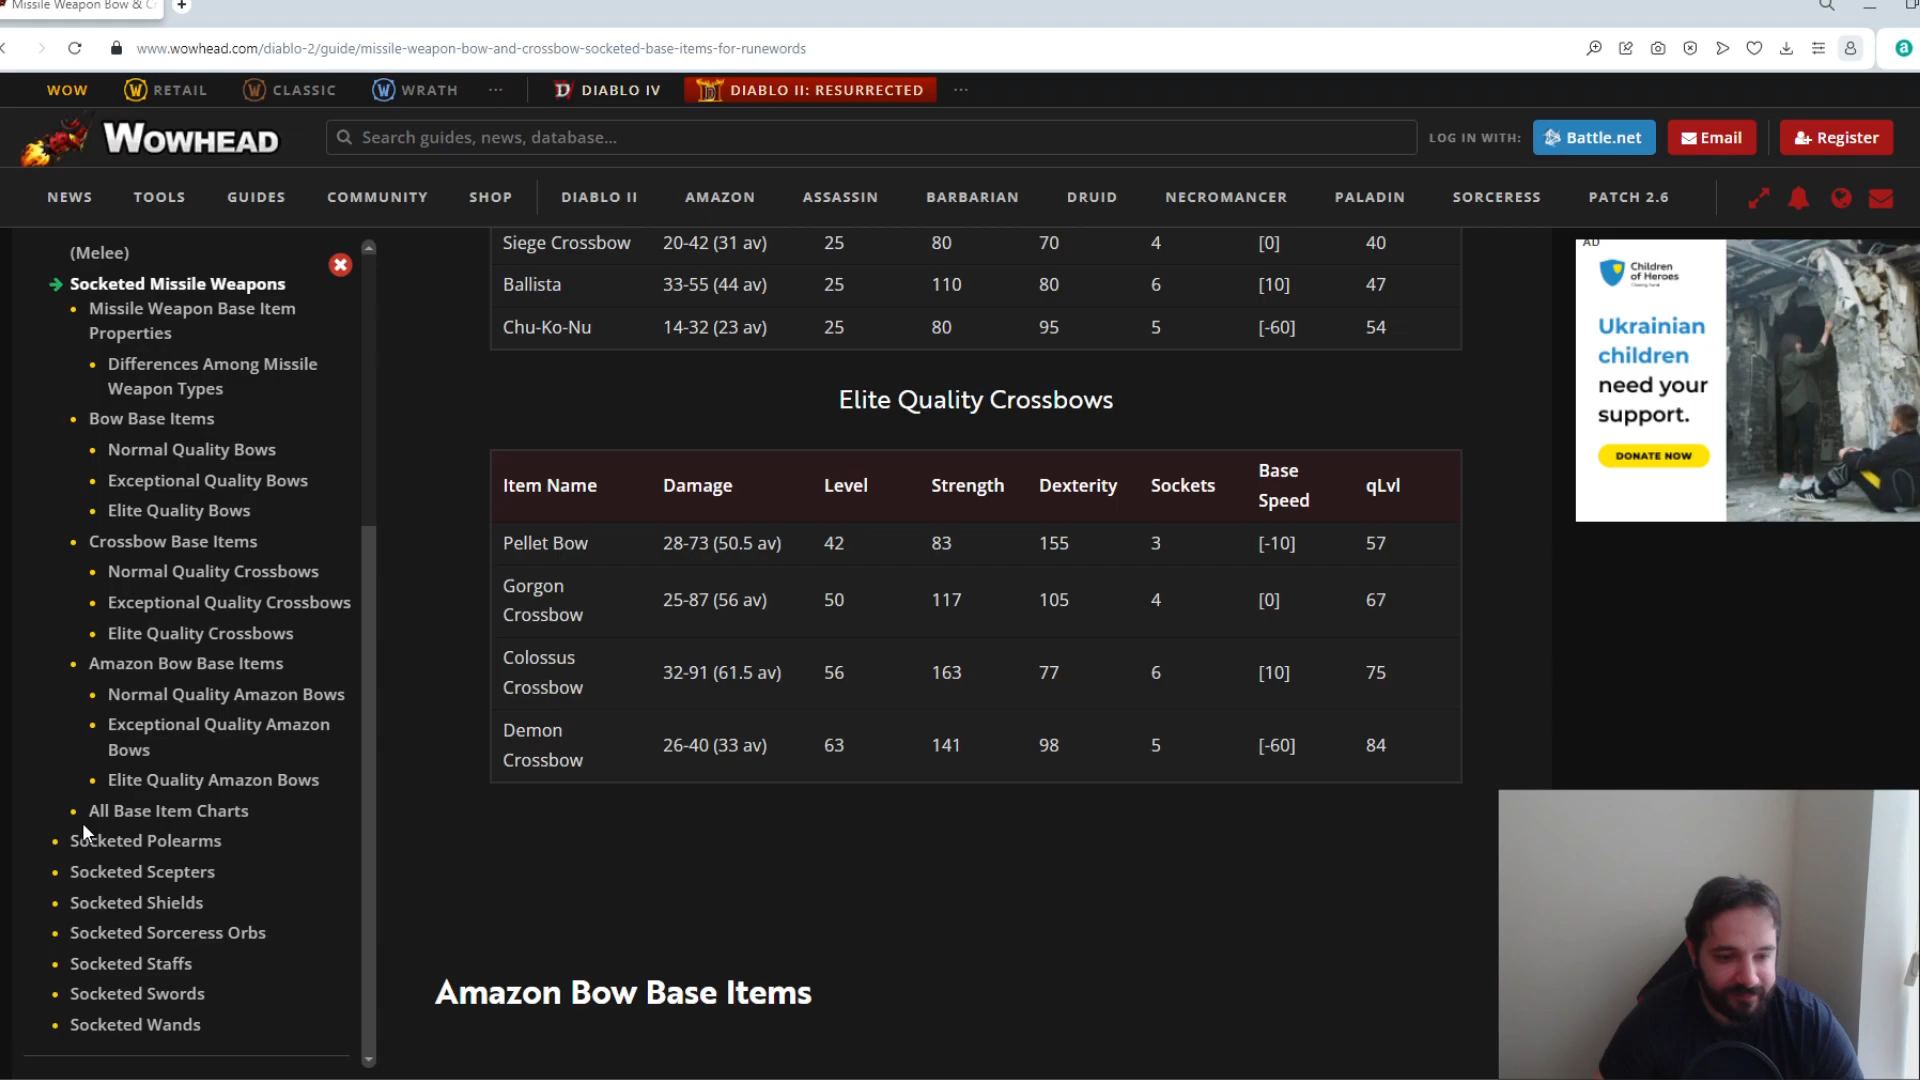 Missile Weapon Bow & C
www.wowhead.com/diablo-2/guide/missile-weapon-bow-and-crossbow-socketed-base-items-for-runewords
WOW RETAIL CLASSIC WRATH ... DIABLO IV DIABLO II: RESURRECTED ...
WOWHEAD Search guides, news, database... LOG IN WITH: Battle.net Email Register
NEWS TOOLS GUIDES COMMUNITY SHOP DIABLO II AMAZON ASSASSIN BARBARIAN DRUID NECROMANCER PALADIN SORCERESS PATCH 2.6
(Melee)
Socketed Missile Weapons
Missile Weapon Base Item
Properties
Differences Among Missile
Weapon Types
Bow Base Items
Normal Quality Bows
Exceptional Quality Bows
Elite Quality Bows
Crossbow Base Items
Normal Quality Crossbows
Exceptional Quality Crossbows
Elite Quality Crossbows
Amazon Bow Base Items
Normal Quality Amazon Bows
Exceptional Quality Amazon
Bows
Elite Quality Amazon Bows
All Base Item Charts
Socketed Polearms
Socketed Scepters
Socketed Shields
Socketed Sorceress Orbs
Socketed Staffs
Socketed Swords
Socketed Wands
Siege Crossbow 20-42 (31 av) 25 80 70 4 [0] 40
Ballista 33-55 (44 av) 25 110 80 6 [10] 47
Chu-Ko-Nu 14-32 (23 av) 25 80 95 5 [-60] 54
Elite Quality Crossbows
Item Name Damage Level Strength Dexterity Sockets Base Speed qLvl
Pellet Bow 28-73 (50.5 av) 42 83 155 3 [-10] 57
Gorgon Crossbow 25-87 (56 av) 50 117 105 4 [0] 67
Colossus Crossbow 32-91 (61.5 av) 56 163 77 6 [10] 75
Demon Crossbow 26-40 (33 av) 63 141 98 5 [-60] 84
Amazon Bow Base Items
AD
Children
of Heroes
Ukrainian
children
need your
support.
DONATE NOW